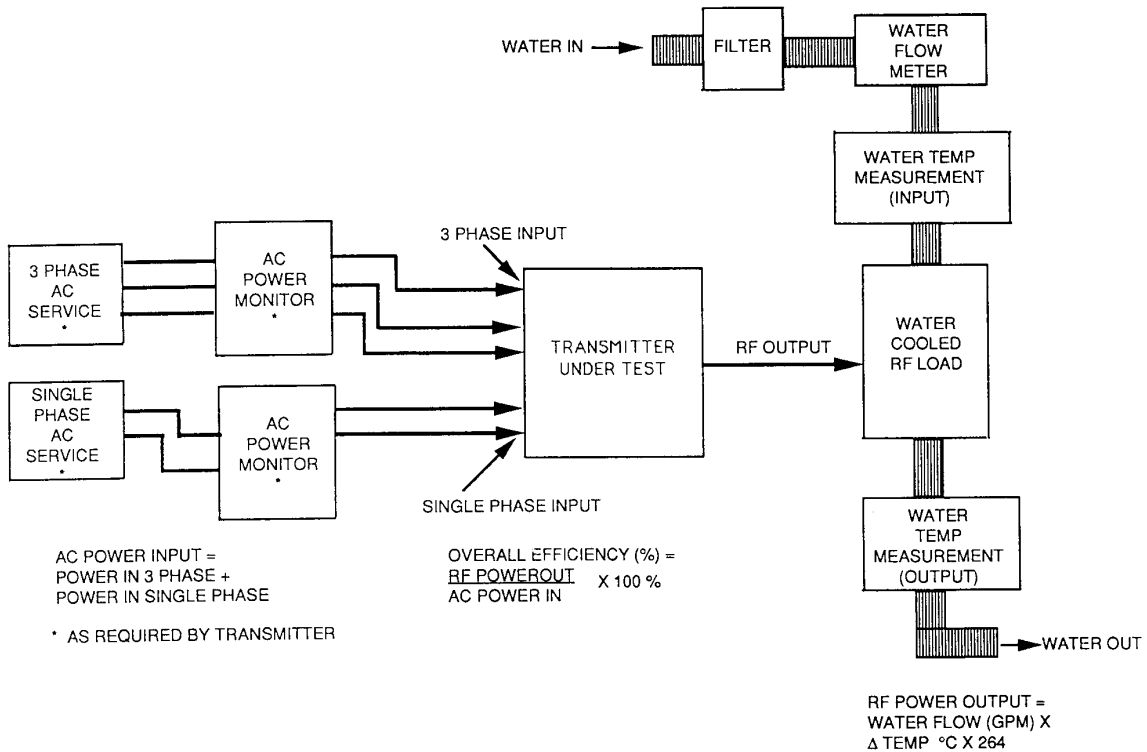 WATER IN
FILTER
WATER
FLOW
METER
WATER TEMP
MEASUREMENT
(INPUT)
3 PHASE INPUT
3 PHASE
AC
SERVICE
*
AC
POWER
MONITOR
*
TRANSMITTER
UNDER TEST
RF OUTPUT
WATER
COOLED
RF LOAD
SINGLE
PHASE
AC
SERVICE
*
AC
POWER
MONITOR
*
SINGLE PHASE INPUT
WATER
TEMP
MEASUREMENT
(OUTPUT)
AC POWER INPUT =
POWER IN 3 PHASE +
POWER IN SINGLE PHASE
* AS REQUIRED BY TRANSMITTER
OVERALL EFFICIENCY (%) =
RF POWEROUT
X 100 %
AC POWER IN
WATER OUT
RF POWER OUTPUT =
WATER FLOW (GPM) X
Δ TEMP °C X 264